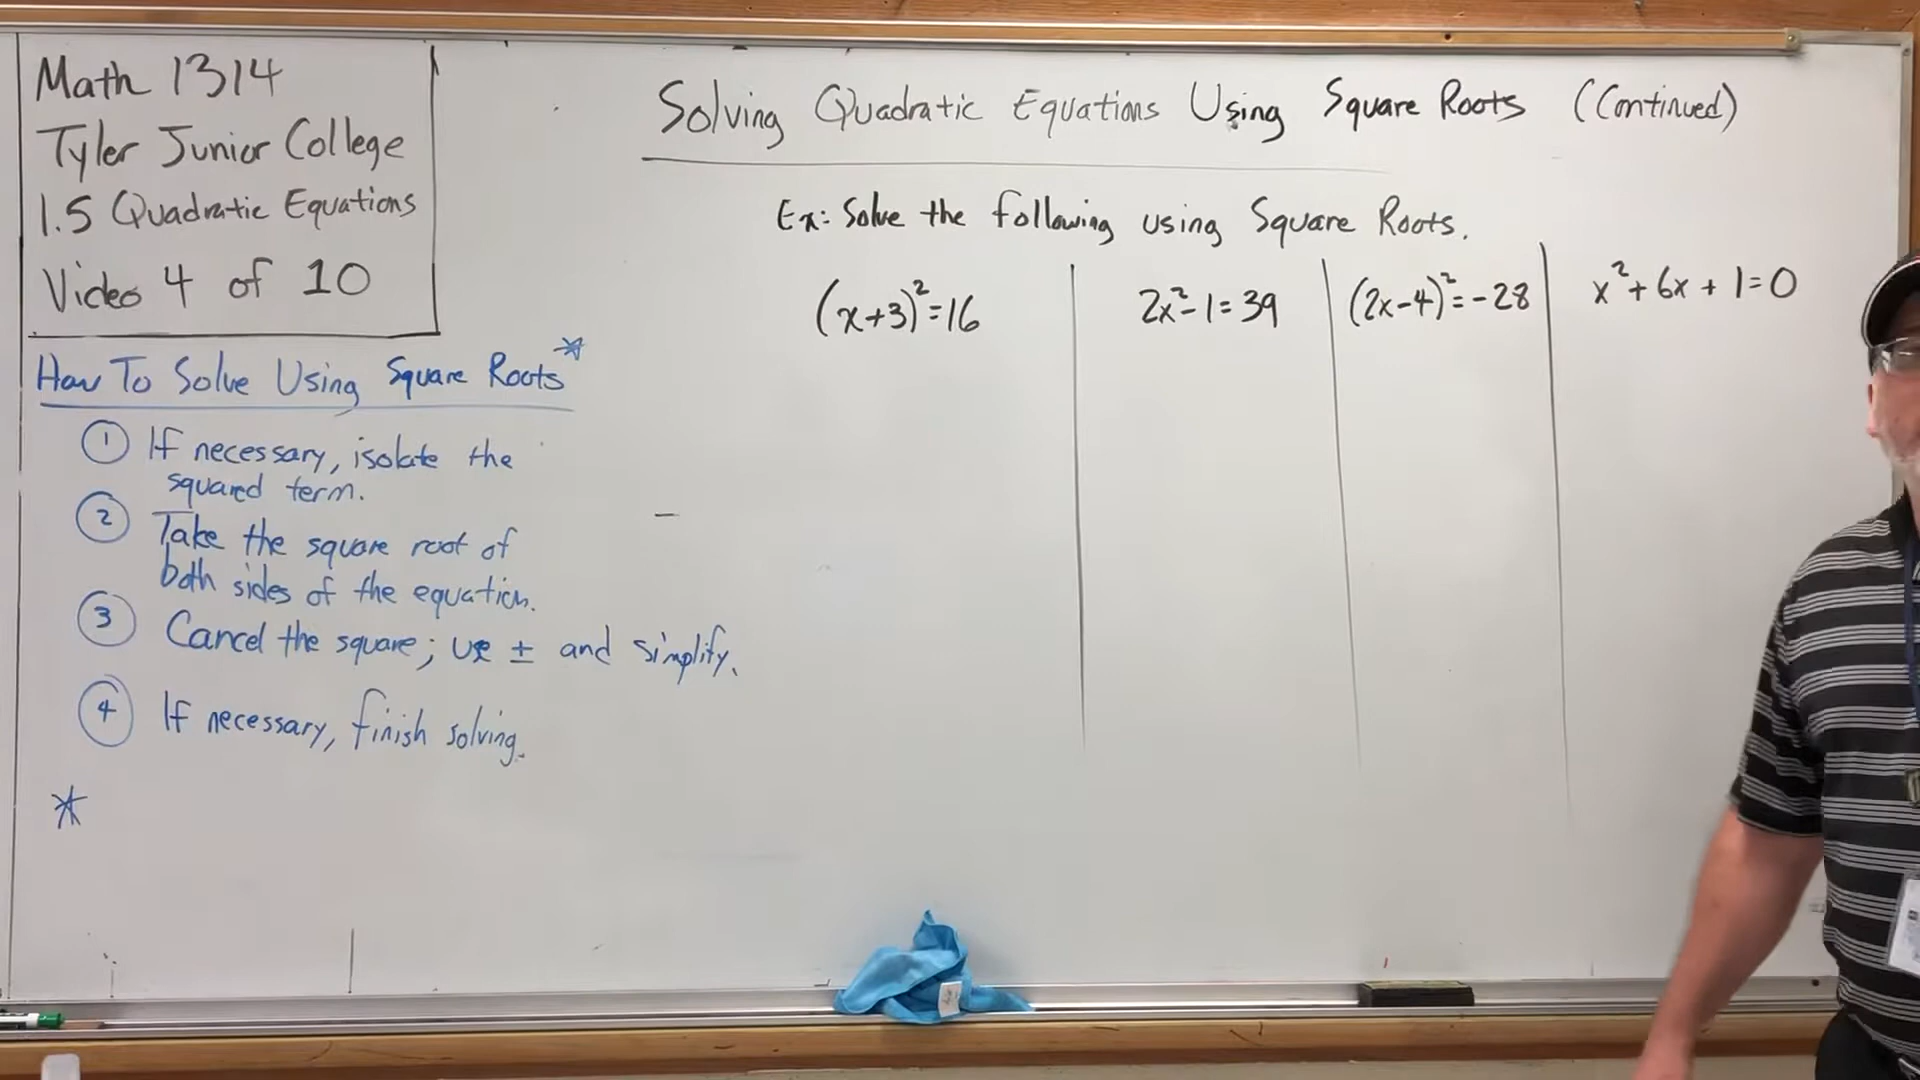 Math 1314
Tyler Junior College
1.5 Quadratic Equations
Video 4 of 10
How To Solve Using Square Roots*
① If necessary, isolate the
squared term.
② Take the square root of
both sides of the equation.
③ Cancel the square; use ± and simplify.
④ If necessary, finish solving.
*
Solving Quadratic Equations Using Square Roots (Continued)
Ex: Solve the following using Square Roots.
(x+3)²=16
2x²-1=39
(2x-4)²=-28
x²+6x+1=0